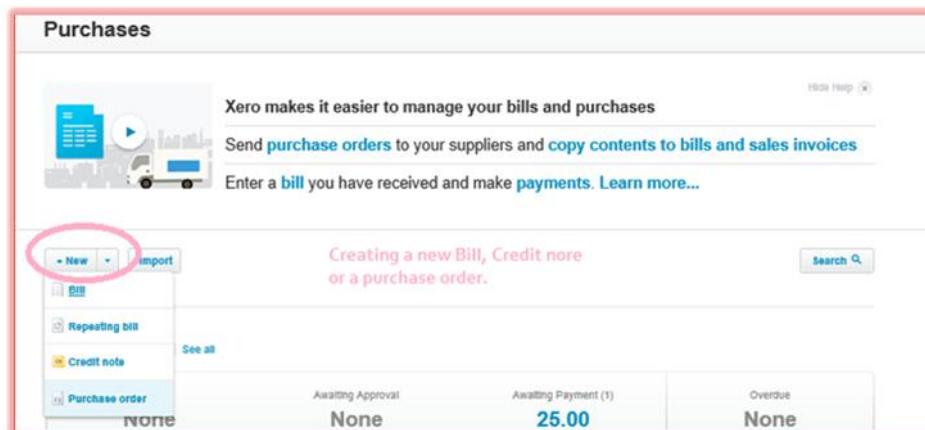 Purchases
Hide Help
Xero makes it easier to manage your bills and purchases
Send purchase orders to your suppliers and copy contents to bills and sales invoices
Enter a bill you have received and make payments. Learn more...
+ New
Import
Creating a new Bill, Credit nore
or a purchase order.
Search
Bill
Repeating bill
See all
Credit note
Purchase order
Awaiting Approval
Awaiting Payment (1)
Overdue
None
None
25.00
None